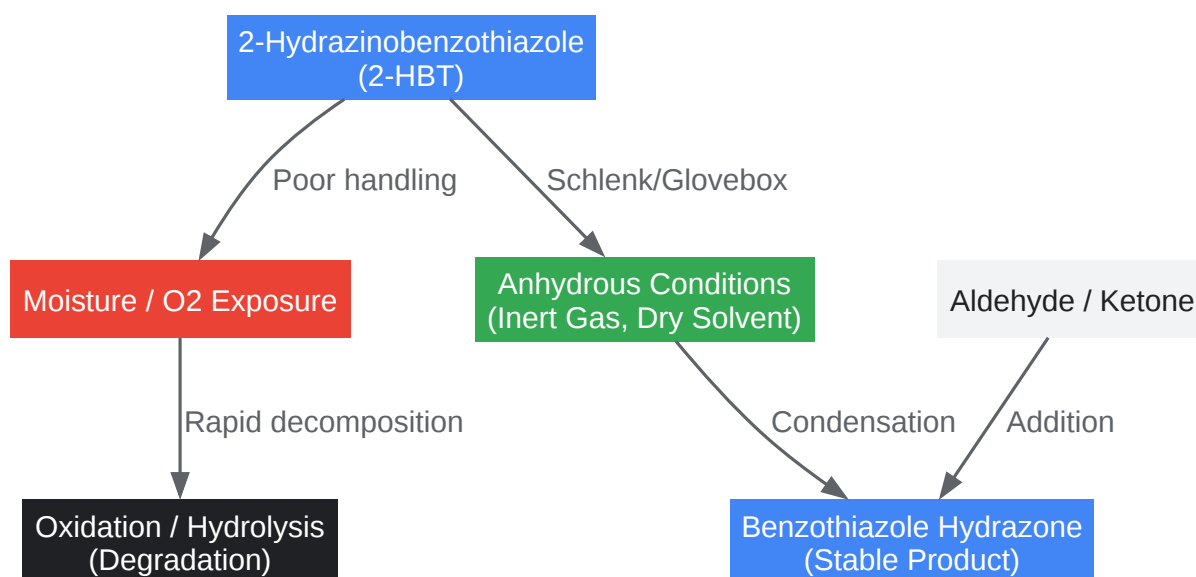 2-Hydrazinobenzothiazole
(2-HBT)
Poor handling
Schlenk/Glovebox
Moisture / O2 Exposure
Anhydrous Conditions
(Inert Gas, Dry Solvent)
Aldehyde / Ketone
Rapid decomposition
Condensation
Addition
Oxidation / Hydrolysis
(Degradation)
Benzothiazole Hydrazone
(Stable Product)